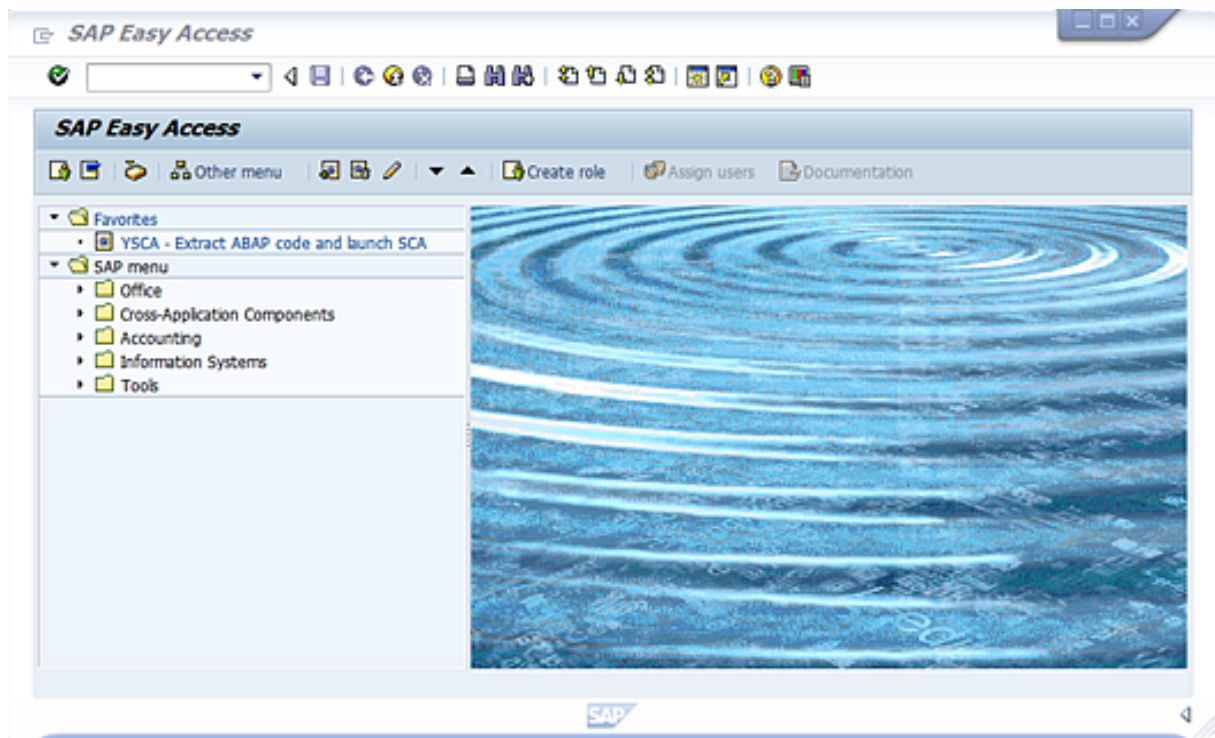 SAP Easy Access
SAP Easy Access
Other menu Create role Assign users Documentation
Favorites
YSCA - Extract ABAP code and launch SCA
SAP menu
Office
Cross-Application Components
Accounting
Information Systems
Tools
SAP